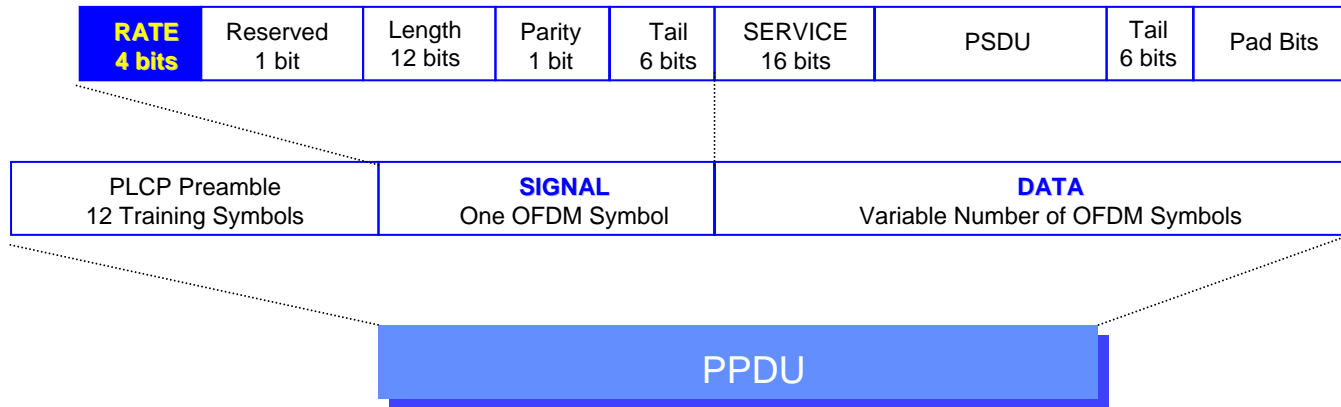 RATE
4 bits
Reserved
1 bit
Length
12 bits
Parity
1 bit
Tail
6 bits
SERVICE
16 bits
PSDU
Tail
6 bits
Pad Bits
PLCP Preamble
12 Training Symbols
SIGNAL
One OFDM Symbol
DATA
Variable Number of OFDM Symbols
PPDU